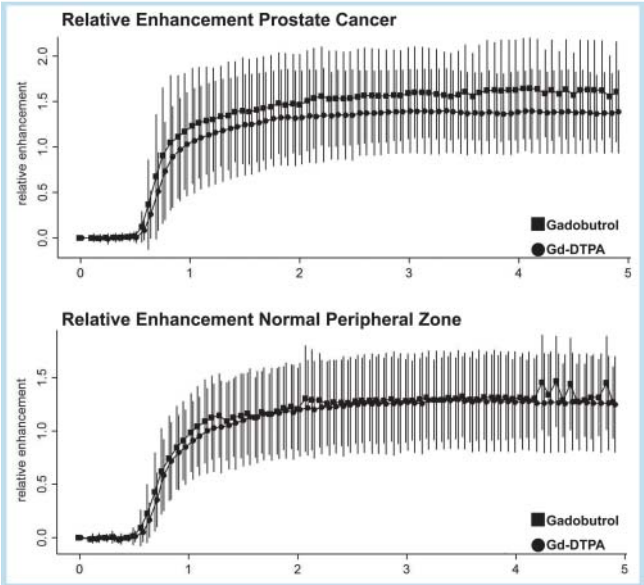 Relative Enhancement Prostate Cancer
relative enhancement
2.0
1.5
1.0
0.5
0.0
Gadobutrol
Gd-DTPA
0 1 2 3 4 5
Relative Enhancement Normal Peripheral Zone
relative enhancement
1.5
1.0
0.5
0.0
Gadobutrol
Gd-DTPA
0 1 2 3 4 5